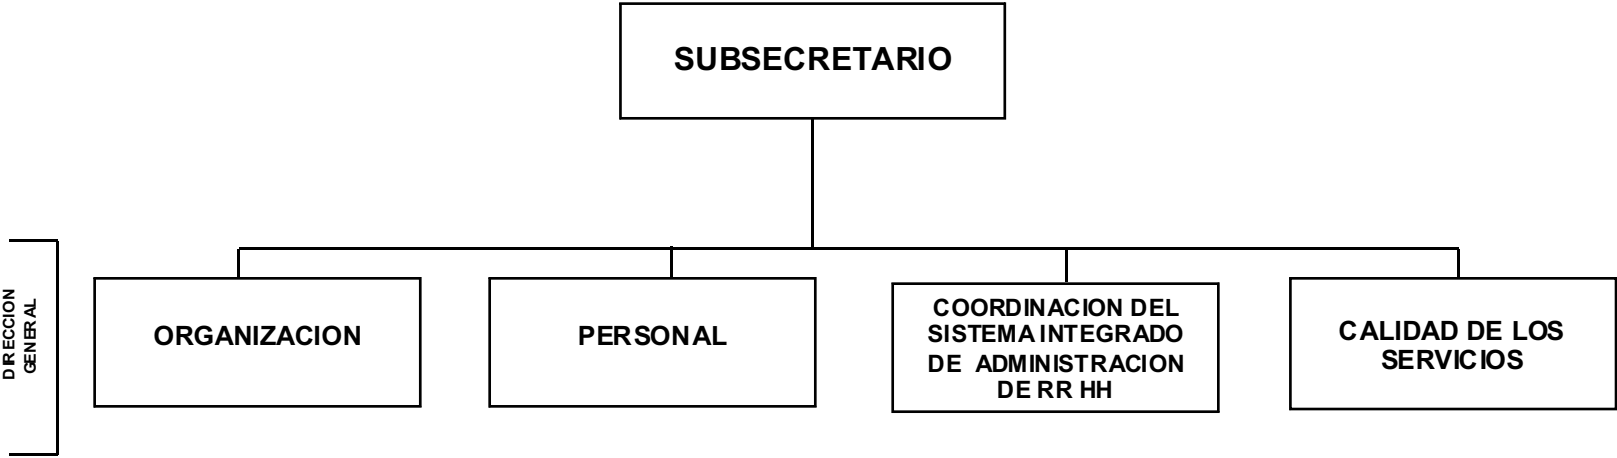 SUBSECRETARIO
DIRECCION
GENERAL
ORGANIZACION
PERSONAL
COORDINACION DEL
SISTEMA INTEGRADO
DE ADMINISTRACION
DE RR HH
CALIDAD DE LOS
SERVICIOS